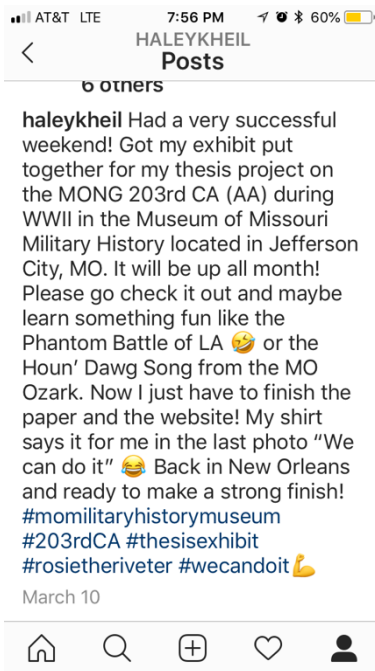 AT&T LTE 7:56 PM 60%
HALEYKHEIL
Posts
6 others
haleykheil Had a very successful
weekend! Got my exhibit put
together for my thesis project on
the MONG 203rd CA (AA) during
WWII in the Museum of Missouri
Military History located in Jefferson
City, MO. It will be up all month!
Please go check it out and maybe
learn something fun like the
Phantom Battle of LA 🤣 or the
Houn’ Dawg Song from the MO
Ozark. Now I just have to finish the
paper and the website! My shirt
says it for me in the last photo “We
can do it” 😂 Back in New Orleans
and ready to make a strong finish!
#momilitaryhistorymuseum
#203rdCA #thesisexhibit
#rosietheriveter #wecandoit💪
March 10